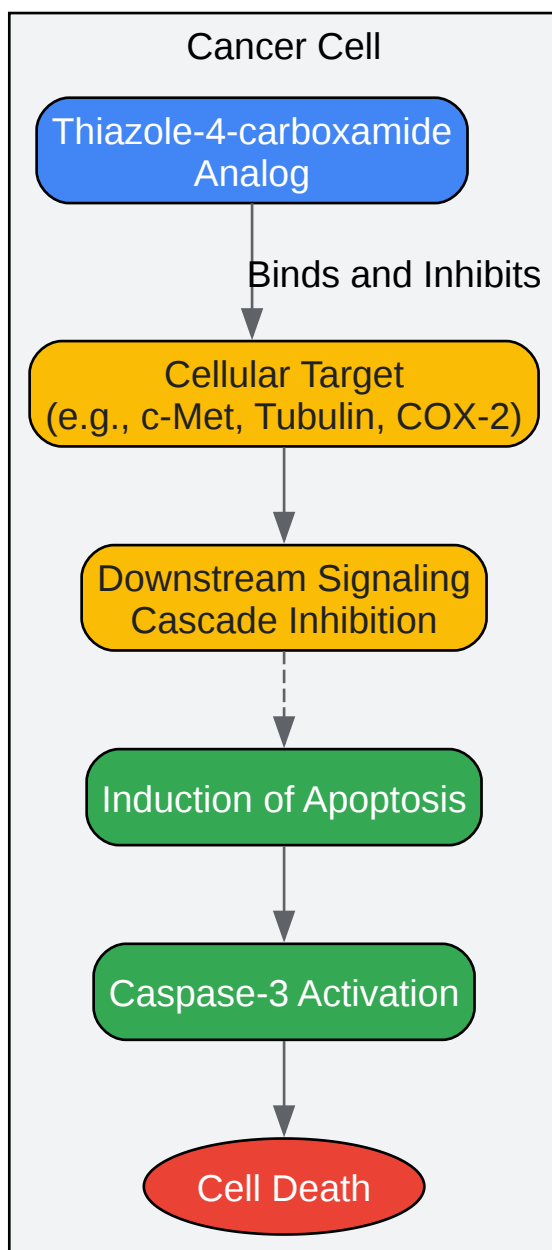 Cancer Cell
Thiazole-4-carboxamide
Analog
Binds and Inhibits
Cellular Target
(e.g., c-Met, Tubulin, COX-2)
Downstream Signaling
Cascade Inhibition
Induction of Apoptosis
Caspase-3 Activation
Cell Death